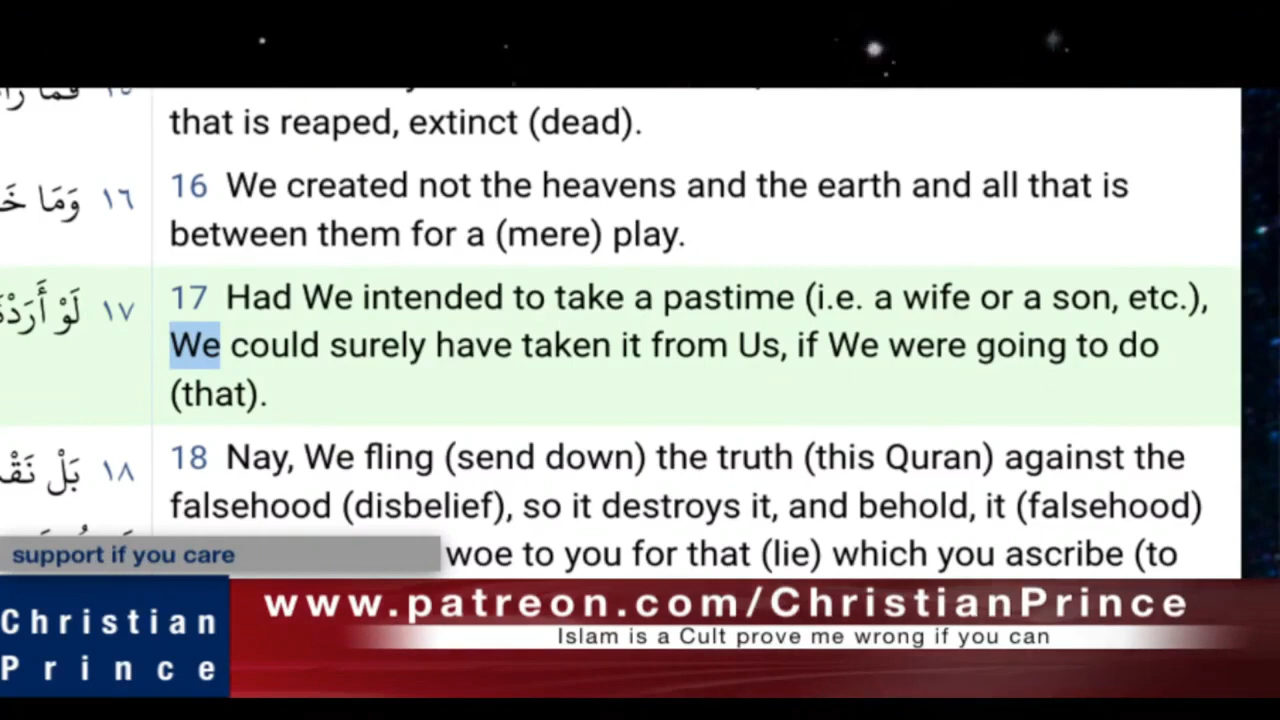 that is reaped, extinct (dead).
١٦ وَمَا
16 We created not the heavens and the earth and all that is
between them for a (mere) play.
١٧ لَوْ
17 Had We intended to take a pastime (i.e. a wife or a son, etc.),
We could surely have taken it from Us, if We were going to do
(that).
١٨ بَلْ
18 Nay, We fling (send down) the truth (this Quran) against the
falsehood (disbelief), so it destroys it, and behold, it (falsehood)
woe to you for that (lie) which you ascribe (to
support if you care
Christian
Prince
www.patreon.com/ChristianPrince
Islam is a Cult prove me wrong if you can